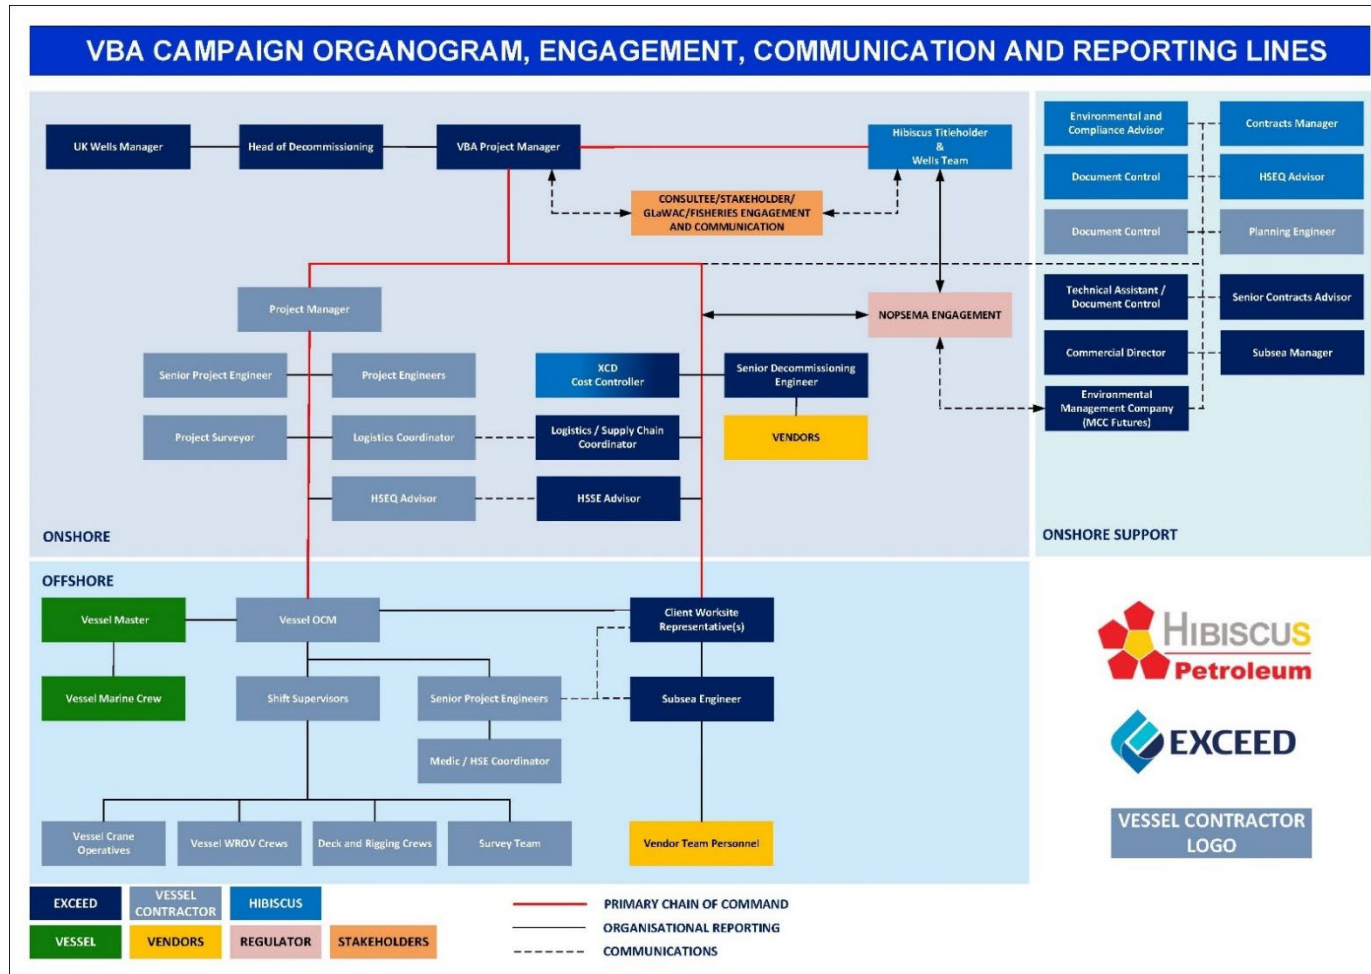 VBA CAMPAIGN ORGANOGRAM, ENGAGEMENT, COMMUNICATION AND REPORTING LINES
UK Wells Manager
Head of Decommissioning
VBA Project Manager
Hibiscus Titleholder
&
Wells Team
CONSULTEE/STAKEHOLDER/
GLaWAC/FISHERIES ENGAGEMENT
AND COMMUNICATION
Project Manager
NOPSEMA ENGAGEMENT
Senior Project Engineer
Project Engineers
XCD
Cost Controller
Senior Decommissioning
Engineer
Project Surveyor
Logistics Coordinator
Logistics / Supply Chain
Coordinator
VENDORS
HSEQ Advisor
HSSE Advisor
ONSHORE
Environmental and
Compliance Advisor
Contracts Manager
Document Control
HSEQ Advisor
Document Control
Planning Engineer
Technical Assistant /
Document Control
Senior Contracts Advisor
Commercial Director
Subsea Manager
Environmental
Management Company
(MCC Futures)
ONSHORE SUPPORT
OFFSHORE
Vessel Master
Vessel OCM
Client Worksite
Representative(s)
Vessel Marine Crew
Shift Supervisors
Senior Project Engineers
Subsea Engineer
Medic / HSE Coordinator
Vessel Crane
Operatives
Vessel WROV Crews
Deck and Rigging Crews
Survey Team
Vendor Team Personnel
HIBISCUS
Petroleum
EXCEED
VESSEL CONTRACTOR
LOGO
EXCEED
VESSEL
CONTRACTOR
HIBISCUS
VESSEL
VENDORS
REGULATOR
STAKEHOLDERS
PRIMARY CHAIN OF COMMAND
ORGANISATIONAL REPORTING
COMMUNICATIONS